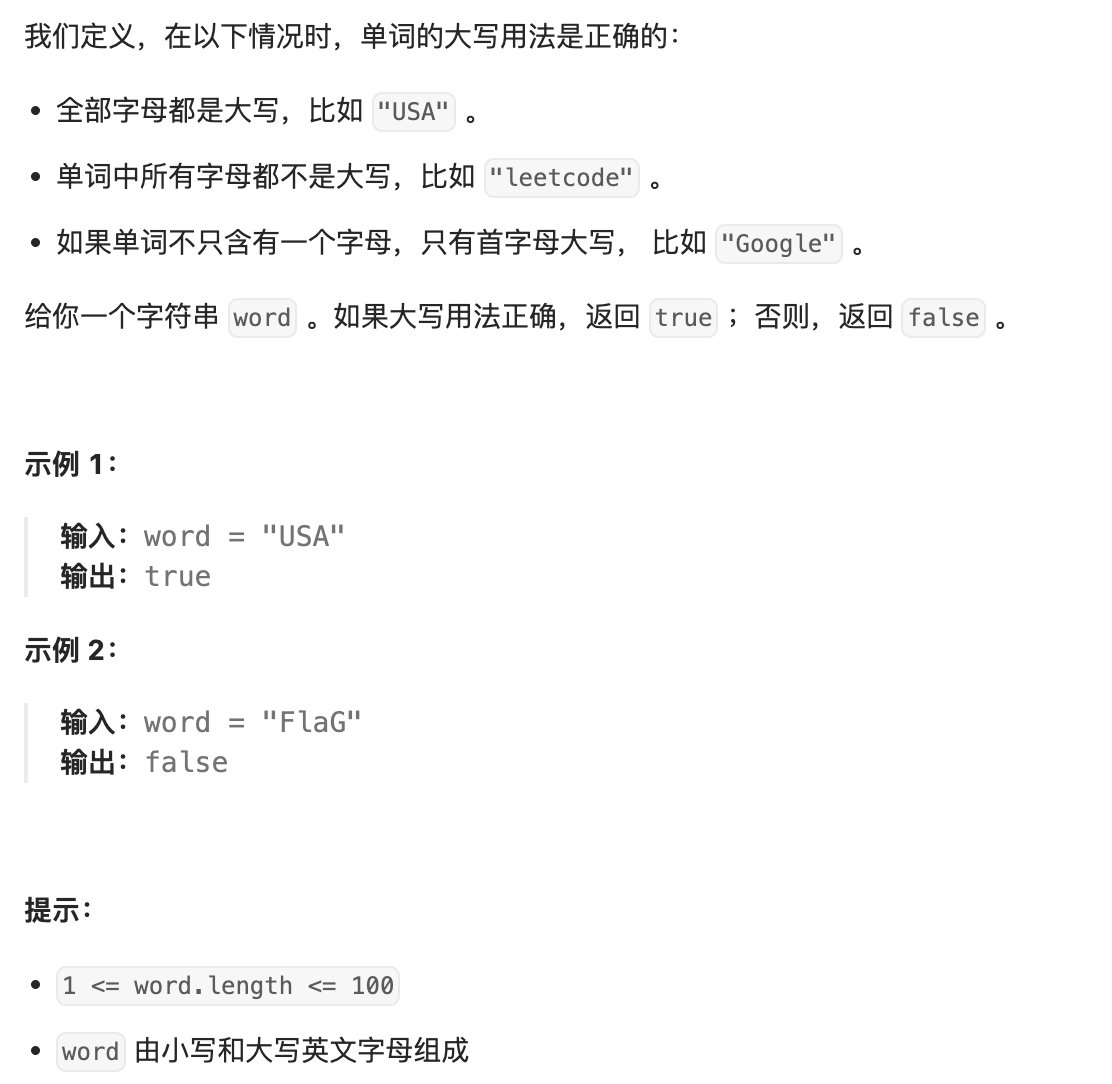 我们定义，在以下情况时，单词的大写用法是正确的：
• 全部字母都是大写，比如 "USA" 。
• 单词中所有字母都不是大写，比如 "leetcode" 。
• 如果单词不只含有一个字母，只有首字母大写， 比如 "Google" 。
给你一个字符串 word 。如果大写用法正确，返回 true ；否则，返回 false 。
示例 1：
输入：word = "USA"
输出：true
示例 2：
输入：word = "FlaG"
输出：false
提示：
• 1 <= word.length <= 100
• word 由小写和大写英文字母组成